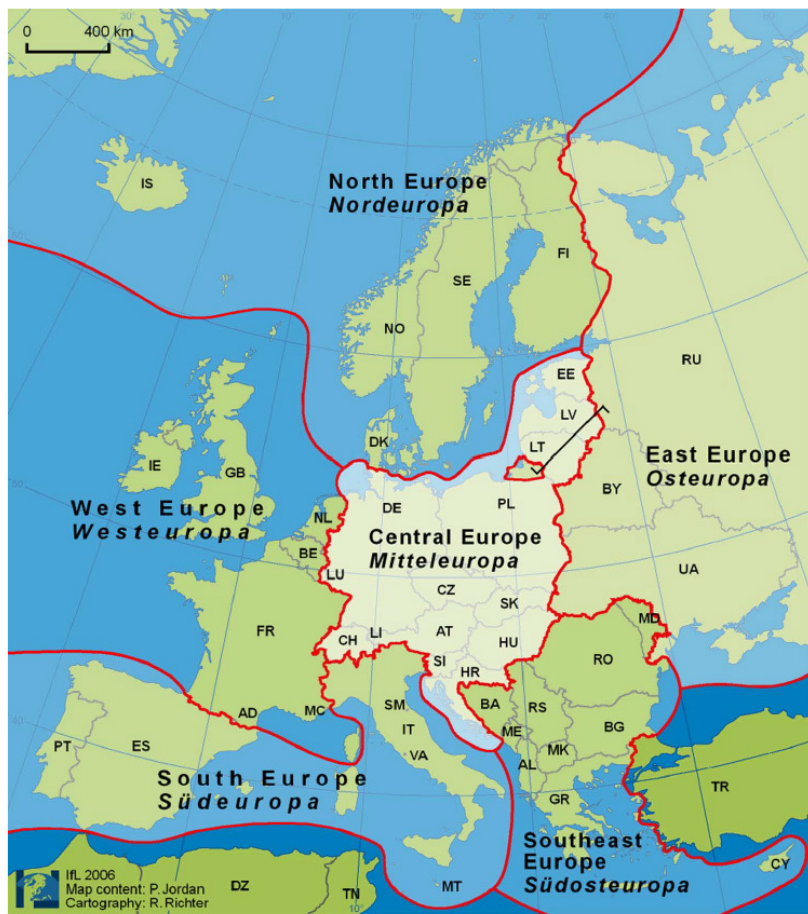 0 400 km
IS
North Europe
Nordeuropa
FI
SE
NO
RU
EE
LV
DK
LT
IE
GB
East Europe
Osteuropa
BY
West Europe
Westeuropa
NL
DE
PL
BE
Central Europe
Mitteleuropa
LU
UA
CZ
SK
FR
CH
LI
AT
HU
MD
SI
HR
RO
AD
MC
SM
BA
RS
PT
ES
IT
ME
BG
VA
MK
AL
TR
South Europe
Südeuropa
GR
Southeast
Europe
Südosteuropa
CY
IfL 2006
Map content: P. Jordan
Cartography: R. Richter
DZ
TN
MT